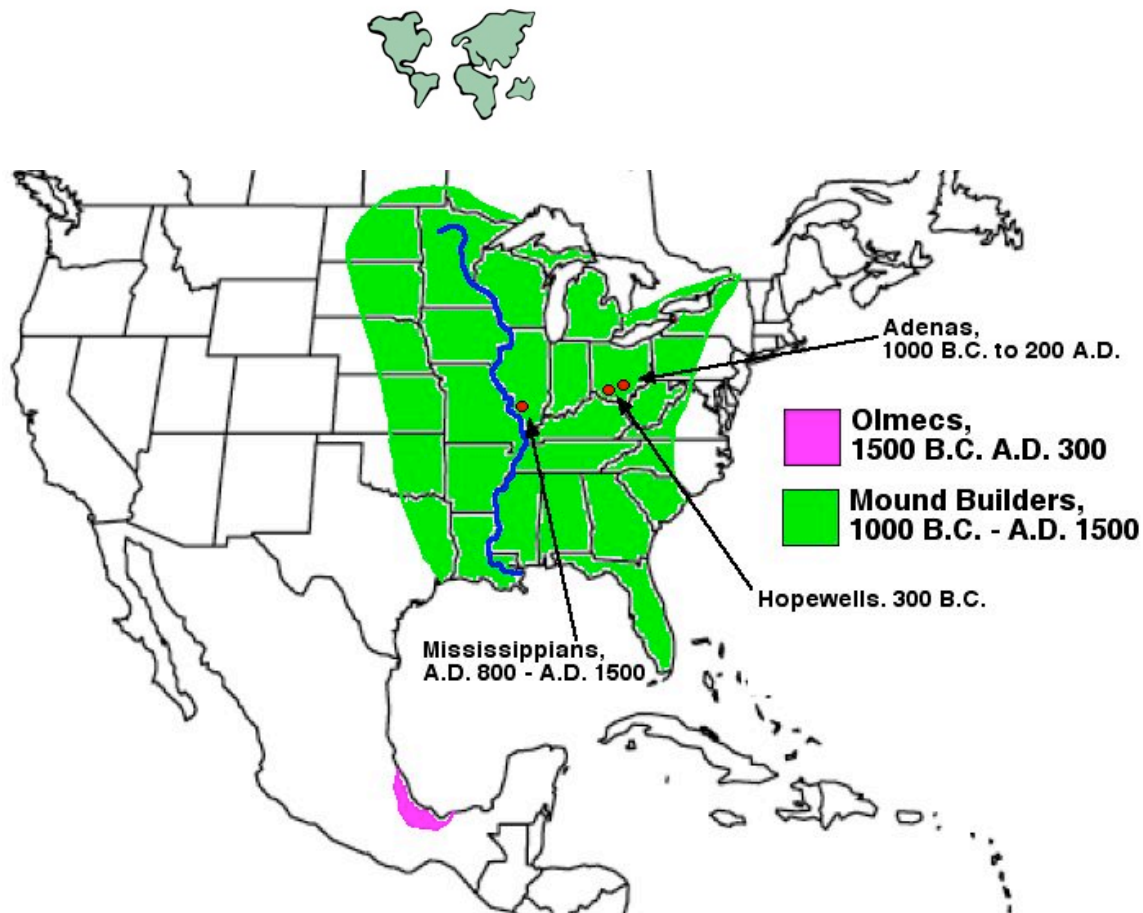 Adenas,
1000 B.C. to 200 A.D.
Olmecs,
1500 B.C. A.D. 300
Mound Builders,
1000 B.C. - A.D. 1500
Hopewells. 300 B.C.
Mississippians,
A.D. 800 - A.D. 1500